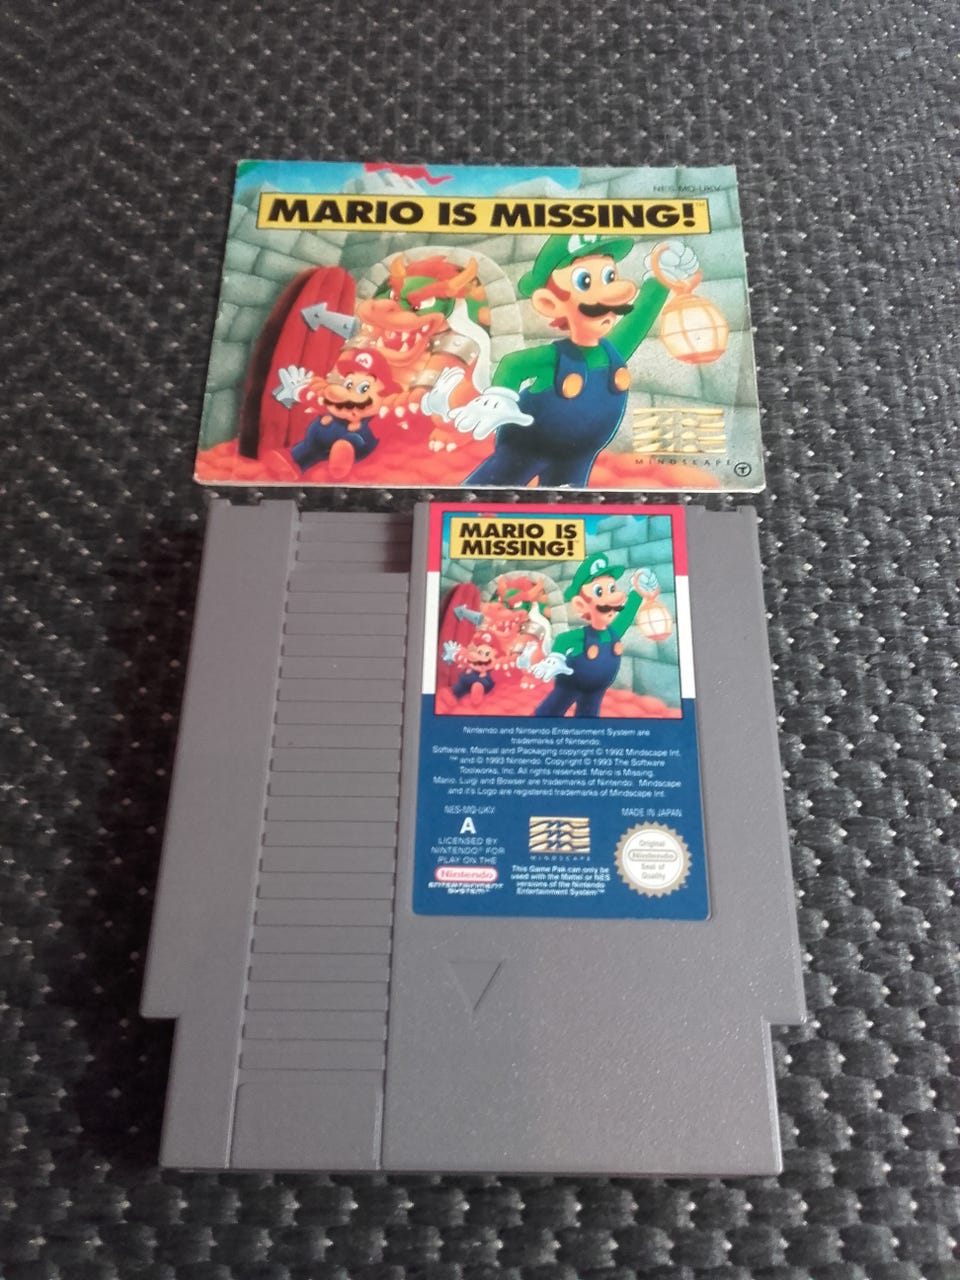 NES-MQ-UKV
MARIO IS MISSING!™
MINDSCAPE
T
MARIO IS
MISSING!™
Nintendo and Nintendo Entertainment System are
trademarks of Nintendo.
Software, Manual and Packaging copyright © 1992 Mindscape Int.
™ and © 1993 Nintendo. Copyright © 1993 The Software
Toolworks, Inc. All rights reserved. Mario is Missing,
Mario, Luigi and Bowser are trademarks of Nintendo. Mindscape
and it's Logo are registered trademarks of Mindscape Int.
NES-MQ-UKV
MADE IN JAPAN
A
LICENSED BY
NINTENDO® FOR
PLAY ON THE
Nintendo
ENTERTAINMENT
SYSTEM™
MINDSCAPE
This Game Pak can only be
used with the Mattel or NES
versions of the Nintendo
Entertainment System™
Original
Nintendo
Seal of
Quality